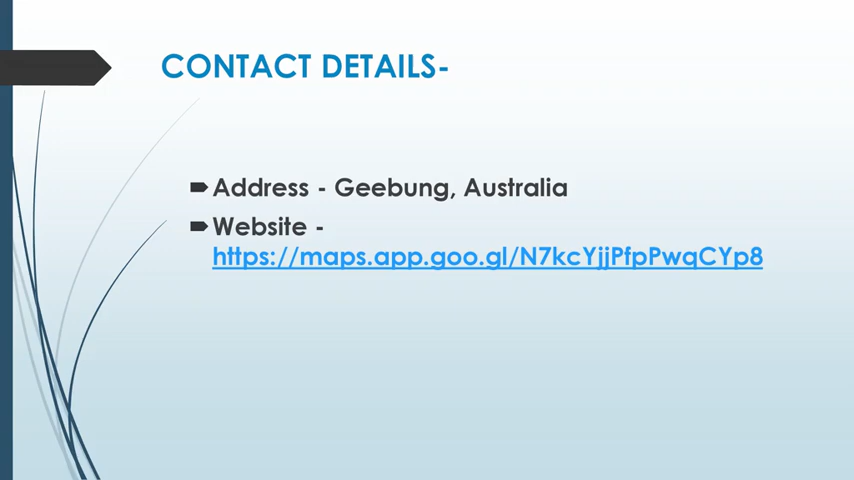 CONTACT DETAILS-
Address - Geebung, Australia
Website -
https://maps.app.goo.gl/N7kcYjjPfpPwqCYp8